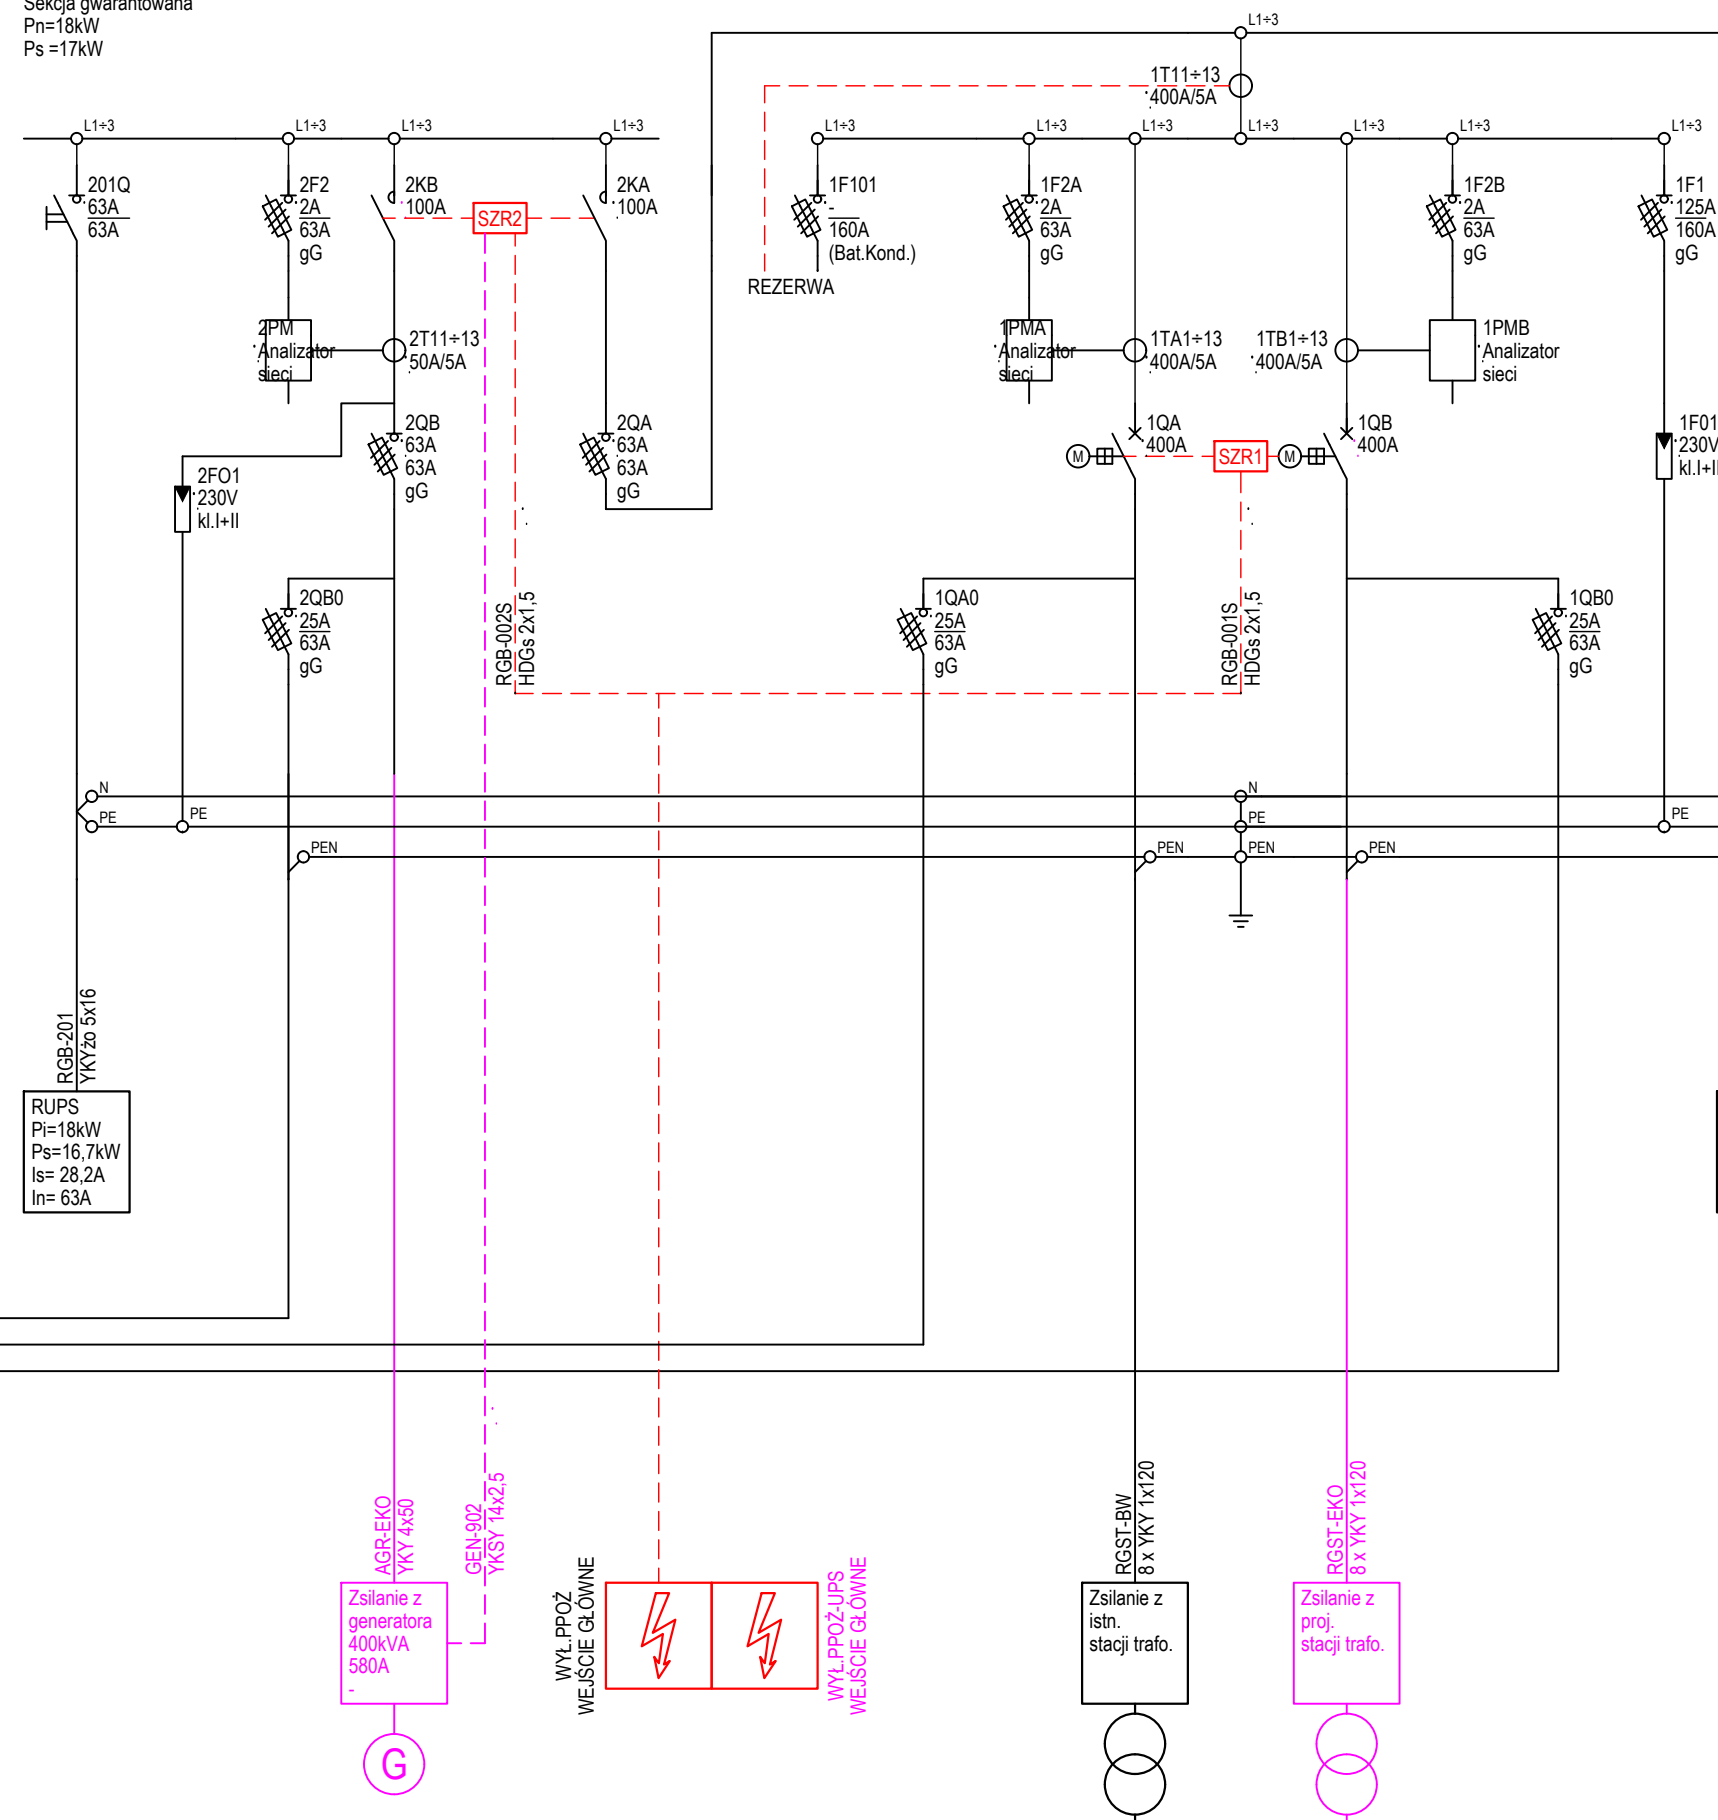 Sekcja gwarantowana
Pn=18kW
Ps =17kW
L1÷3
1T11÷13
400A/5A
L1÷3
L1÷3
L1÷3
L1÷3
L1÷3
L1÷3
L1÷3
L1÷3
L1÷3
L1÷3
L1÷3
201Q
63A
63A
2F2
2A
63A
gG
2KB
100A
SZR2
2KA
100A
1F101
-
160A
(Bat.Kond.)
REZERWA
1F2A
2A
63A
gG
1F2B
2A
63A
gG
1F1
125A
160A
gG
2PM
Analizator
sieci
2T11÷13
50A/5A
1PMA
Analizator
sieci
1TA1÷13
400A/5A
1TB1÷13
400A/5A
1PMB
Analizator
sieci
2FO1
230V
kl.I+II
2QB
63A
63A
gG
2QA
63A
63A
gG
M
1QA
400A
SZR1
M
1QB
400A
1F01
230V
kl.I+II
2QB0
25A
63A
gG
RGB-002S
HDGs 2x1,5
1QA0
25A
63A
gG
RGB-001S
HDGs 2x1,5
1QB0
25A
63A
gG
N
PE
PE
PEN
N
PE
PEN
PEN
PEN
PE
RGB-201
YKYżo 5x16
RUPS
Pi=18kW
Ps=16,7kW
Is= 28,2A
In= 63A
AGR-EKO
YKY 4x50
GEN-902
YKSY 14x2,5
Zsilanie z
generatora
400kVA
580A
-
G
WYŁ.PPOŻ
WEJŚCIE GŁÓWNE
WYŁ.PPOŻ-UPS
WEJŚCIE GŁÓWNE
RGST-BW
8 x YKY 1x120
Zsilanie z
istn.
stacji trafo.
RGST-EKO
8 x YKY 1x120
Zsilanie z
proj.
stacji trafo.